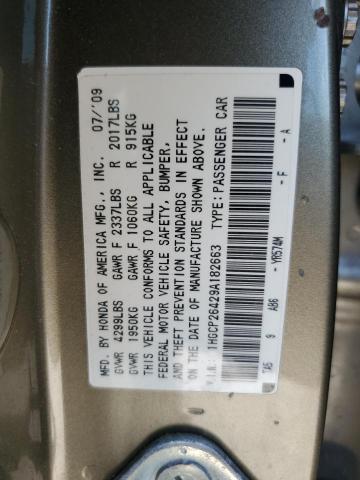 MFD. BY HONDA OF AMERICA MFG., INC. 07/'09
GVWR 4299LBS GAWR F 2337LBS R 2017LBS
GVWR 1950KG GAWR F 1060KG R 915KG
THIS VEHICLE CONFORMS TO ALL APPLICABLE
FEDERAL MOTOR VEHICLE SAFETY, BUMPER,
AND THEFT PREVENTION STANDARDS IN EFFECT
ON THE DATE OF MANUFACTURE SHOWN ABOVE.
V.I.N.: 1HGCP26429A182663 TYPE:PASSENGER CAR
TA5 9 AB6 - YR574M - F - A